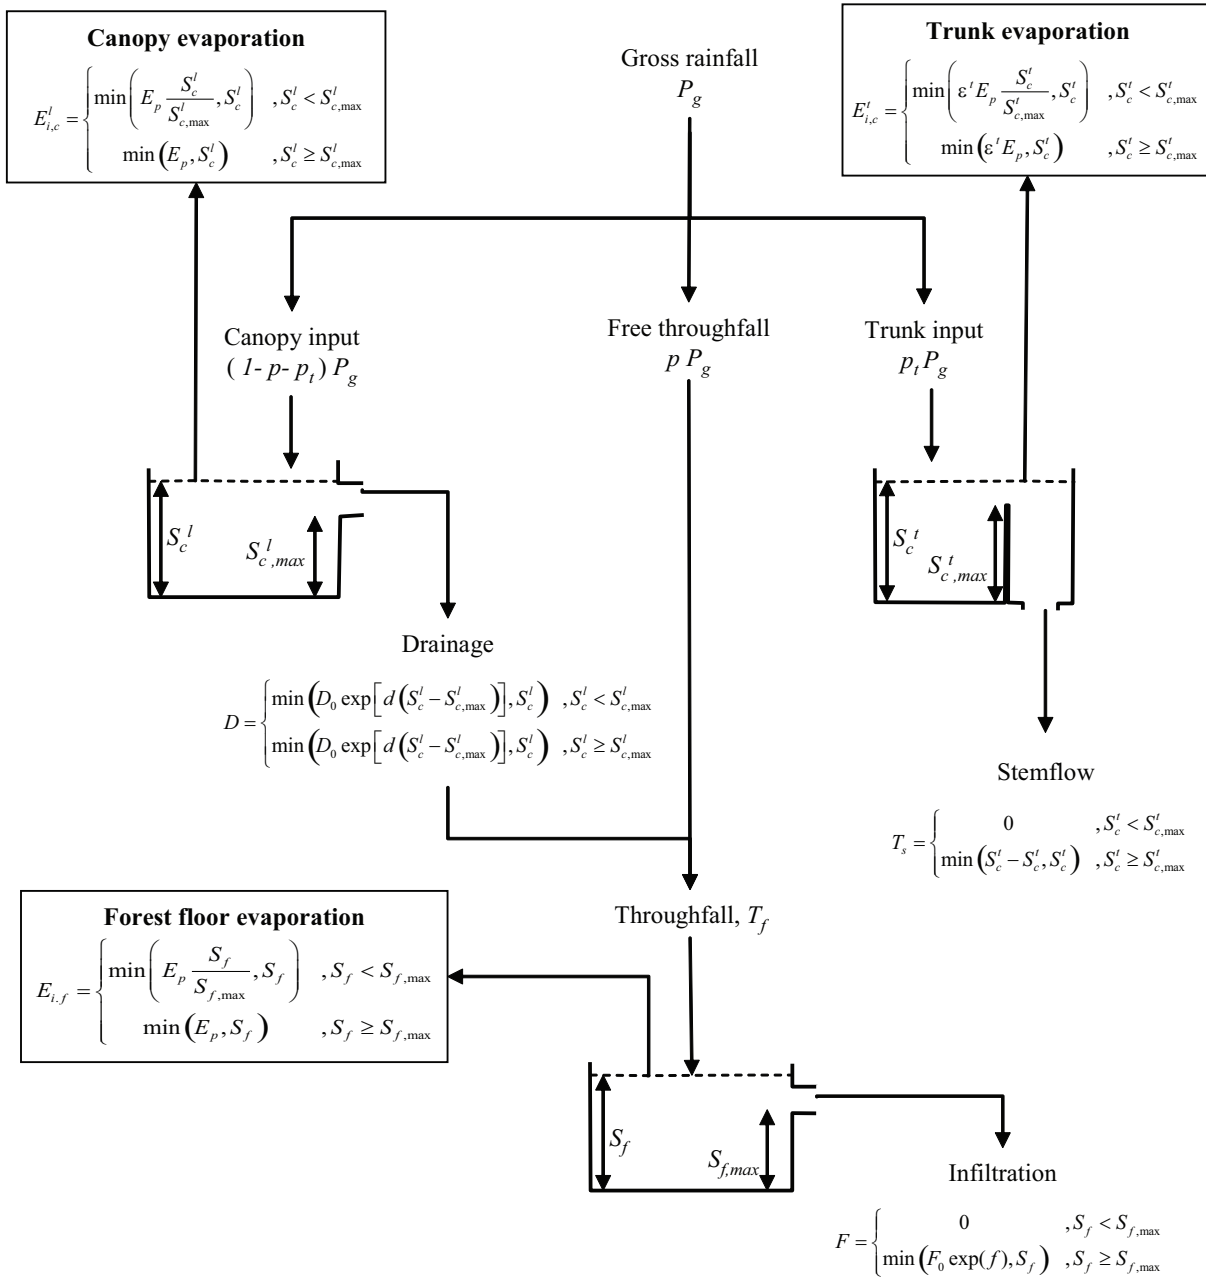 Canopy evaporation
E^l_{i,c} = { min(E_p S^l_c / S^l_{c,max}, S^l_c) , S^l_c < S^l_{c,max}
min(E_p, S^l_c) , S^l_c ≥ S^l_{c,max}
Gross rainfall
P_g
Trunk evaporation
E^t_{i,c} = { min(ε^t E_p S^t_c / S^t_{c,max}, S^t_c) , S^t_c < S^t_{c,max}
min(ε^t E_p, S^t_c) , S^t_c ≥ S^t_{c,max}
Canopy input
( 1- p- p_t ) P_g
Free throughfall
p P_g
Trunk input
p_t P_g
S_c^l
S_{c,max}^l
S_c^t
S_{c,max}^t
Drainage
D = { min(D_0 exp[d(S^l_c − S^l_{c,max})], S^l_c) , S^l_c < S^l_{c,max}
min(D_0 exp[d(S^l_c − S^l_{c,max})], S^l_c) , S^l_c ≥ S^l_{c,max}
Stemflow
T_s = { 0 , S^t_c < S^t_{c,max}
min(S^t_c − S^t_c, S^t_c) , S^t_c ≥ S^t_{c,max}
Throughfall, T_f
Forest floor evaporation
E_{i.f} = { min(E_p S_f / S_{f,max}, S_f) , S_f < S_{f,max}
min(E_p, S_f) , S_f ≥ S_{f,max}
S_f
S_{f,max}
Infiltration
F = { 0 , S_f < S_{f,max}
min(F_0 exp(f), S_f) , S_f ≥ S_{f,max}